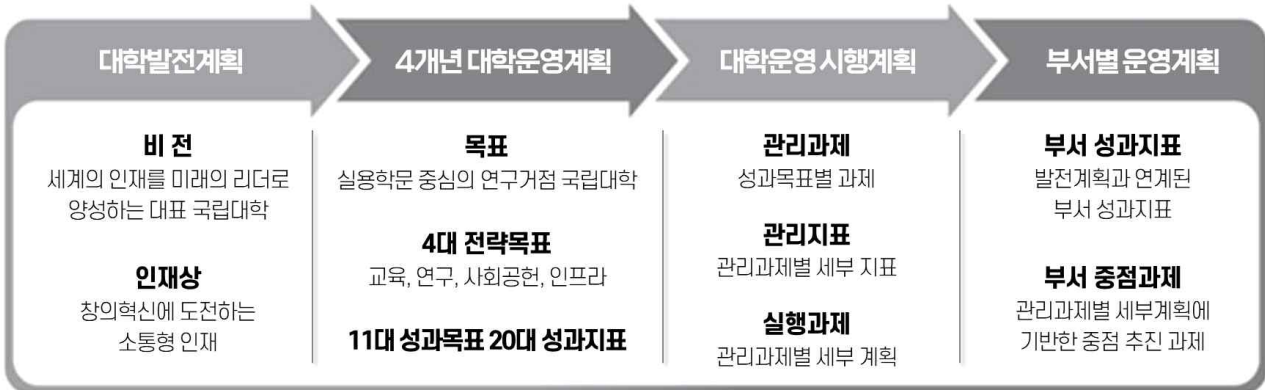 대학발전계획
4개년 대학운영계획
대학운영 시행계획
부서별 운영계획
비 전
세계의 인재를 미래의 리더로
양성하는 대표 국립대학
인재상
창의혁신에 도전하는
소통형 인재
목표
실용학문 중심의 연구거점 국립대학
4대 전략목표
교육, 연구, 사회공헌, 인프라
11대 성과목표 20대 성과지표
관리과제
성과목표별 과제
관리지표
관리과제별 세부 지표
실행과제
관리과제별 세부 계획
부서 성과지표
발전계획과 연계된
부서 성과지표
부서 중점과제
관리과제별 세부계획에
기반한 중점 추진 과제